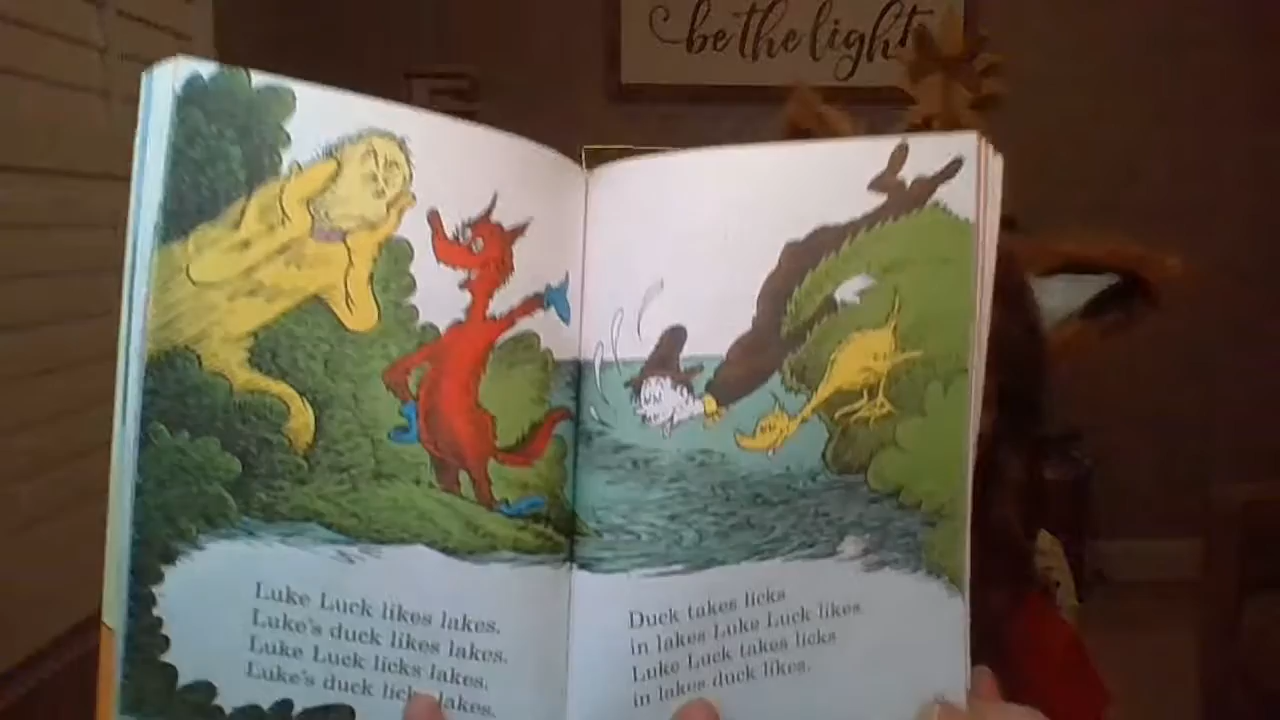 be the light
Luke Luck likes lakes.
Luke's duck likes lakes.
Luke Luck licks lakes.
Luke's duck licks lakes.
Duck takes licks
in lakes Luke Luck likes.
Luke Luck takes licks
in lakes duck likes.